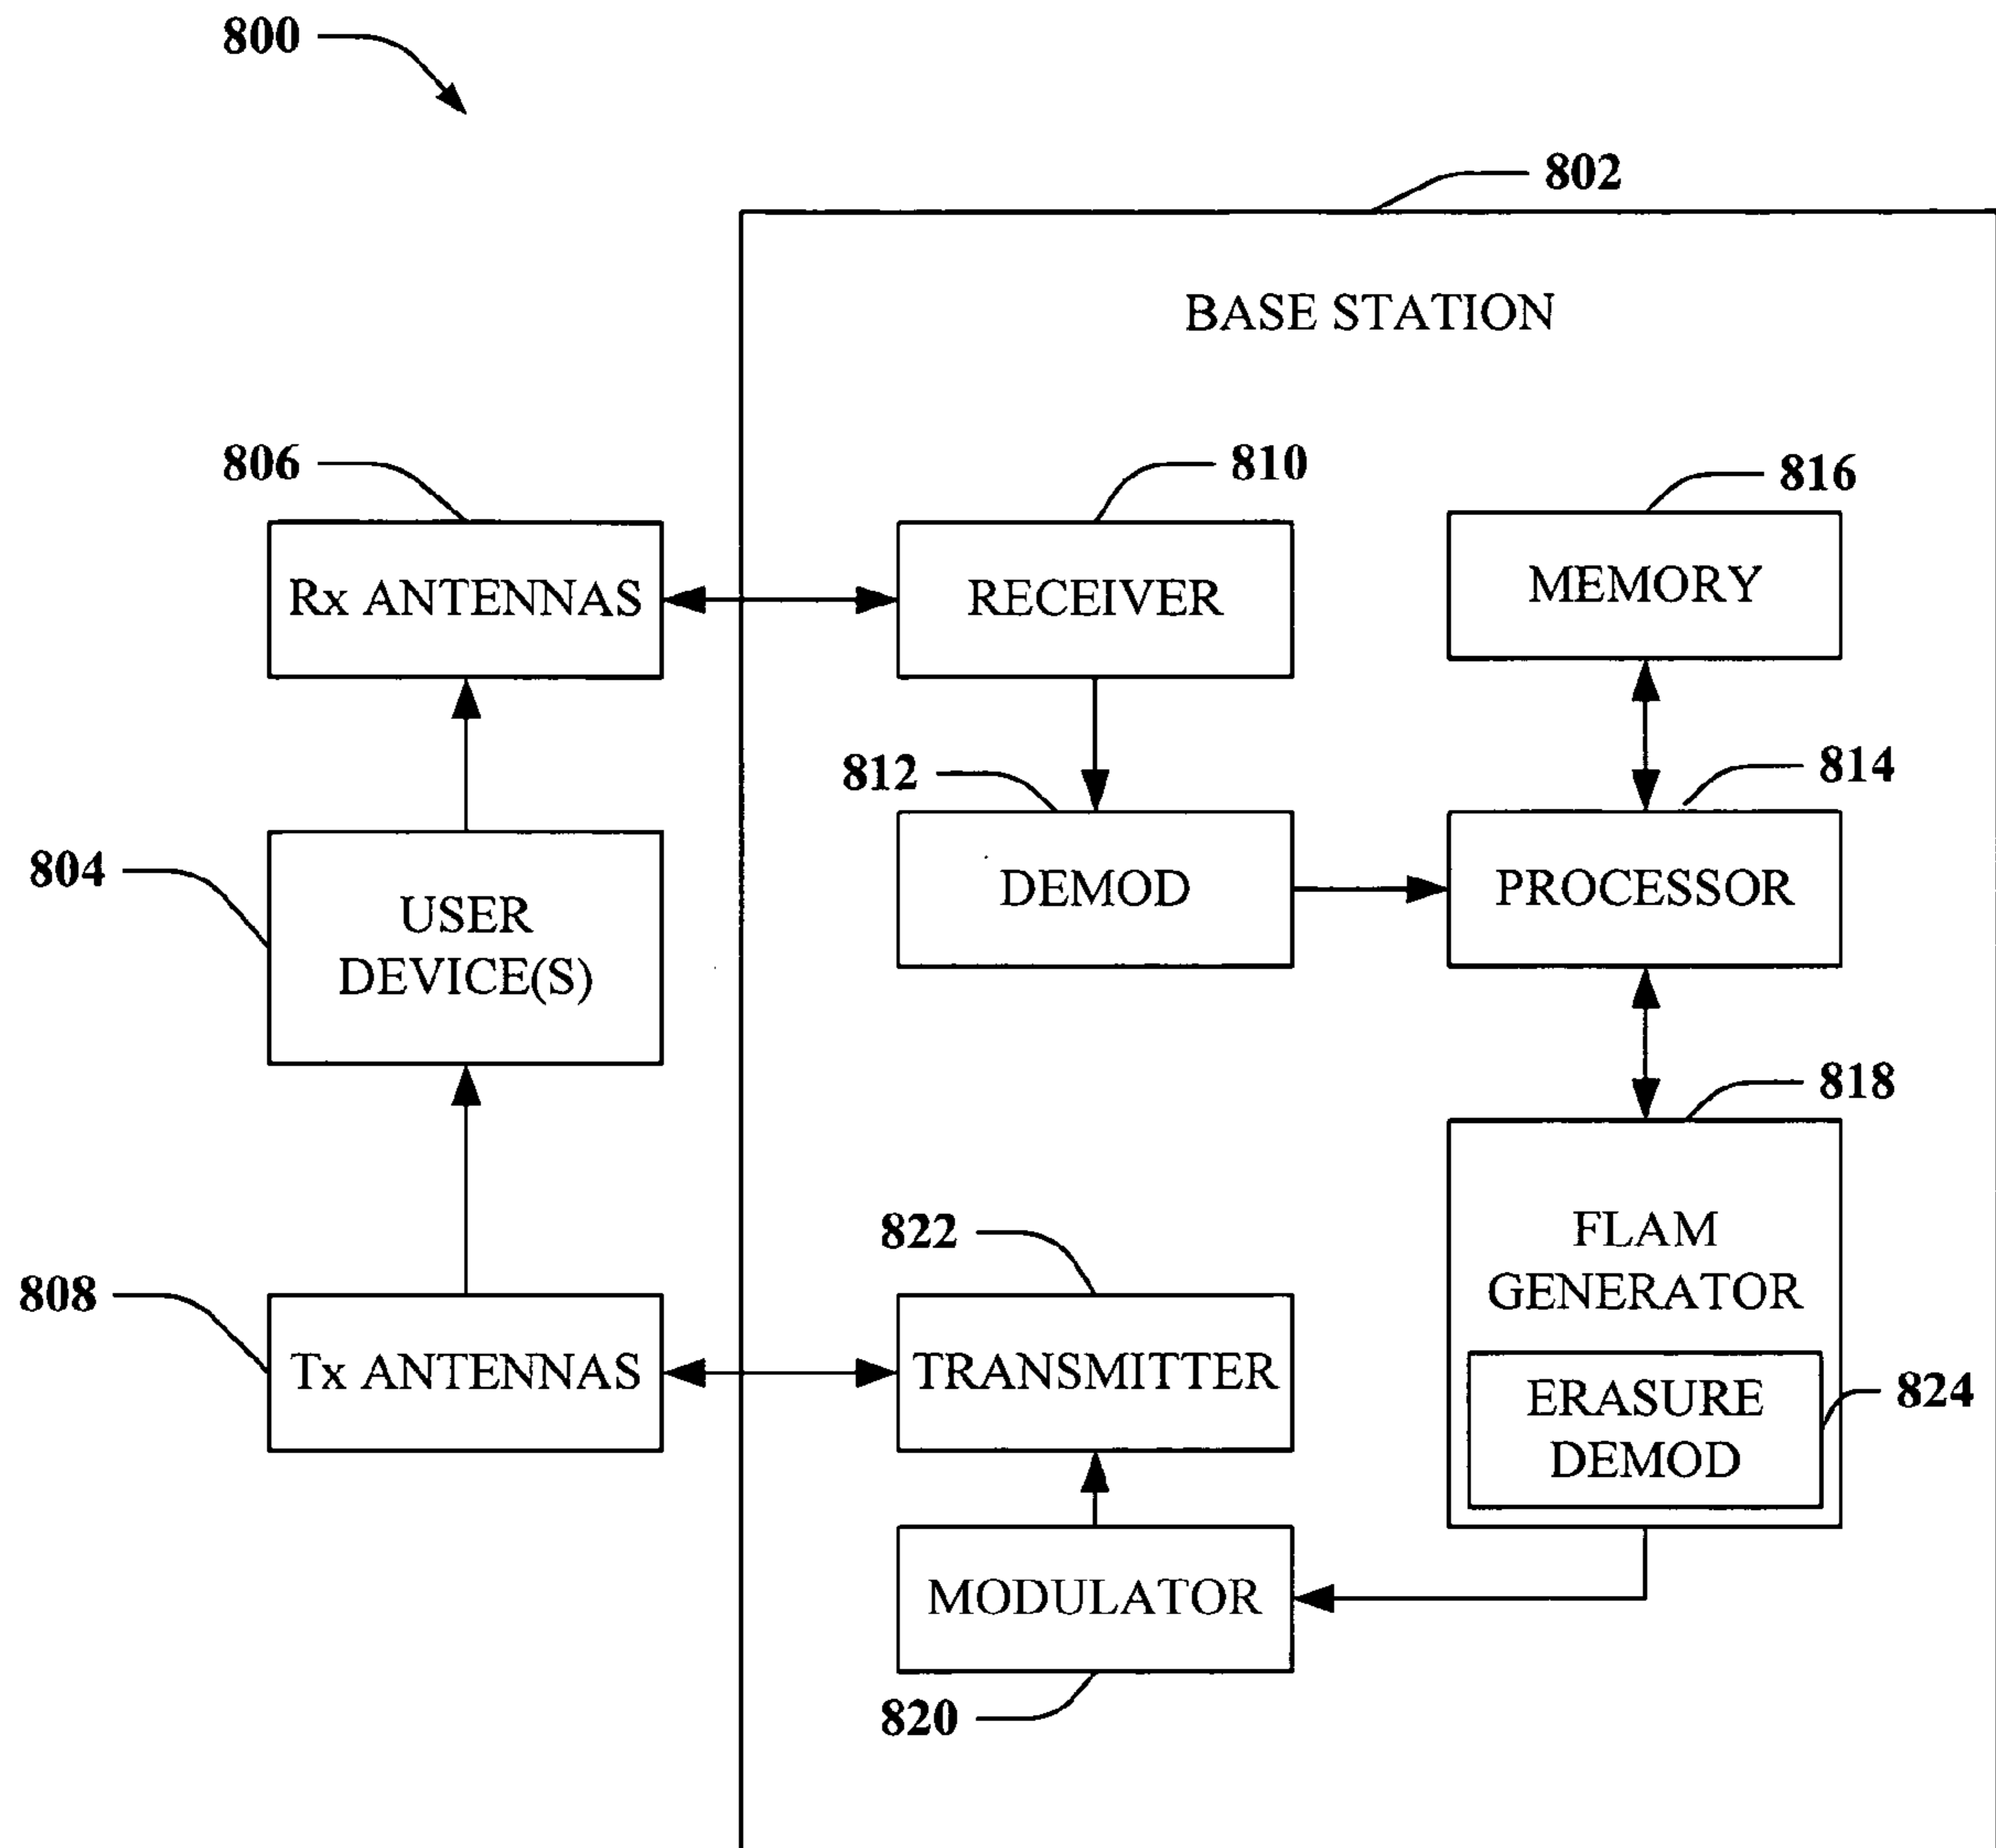 800
802
BASE STATION
806
810
816
Rx ANTENNAS
RECEIVER
MEMORY
812
814
804
USER
DEVICE(S)
DEMOD
PROCESSOR
818
822
FLAM
GENERATOR
808
Tx ANTENNAS
TRANSMITTER
ERASURE
DEMOD
824
MODULATOR
820